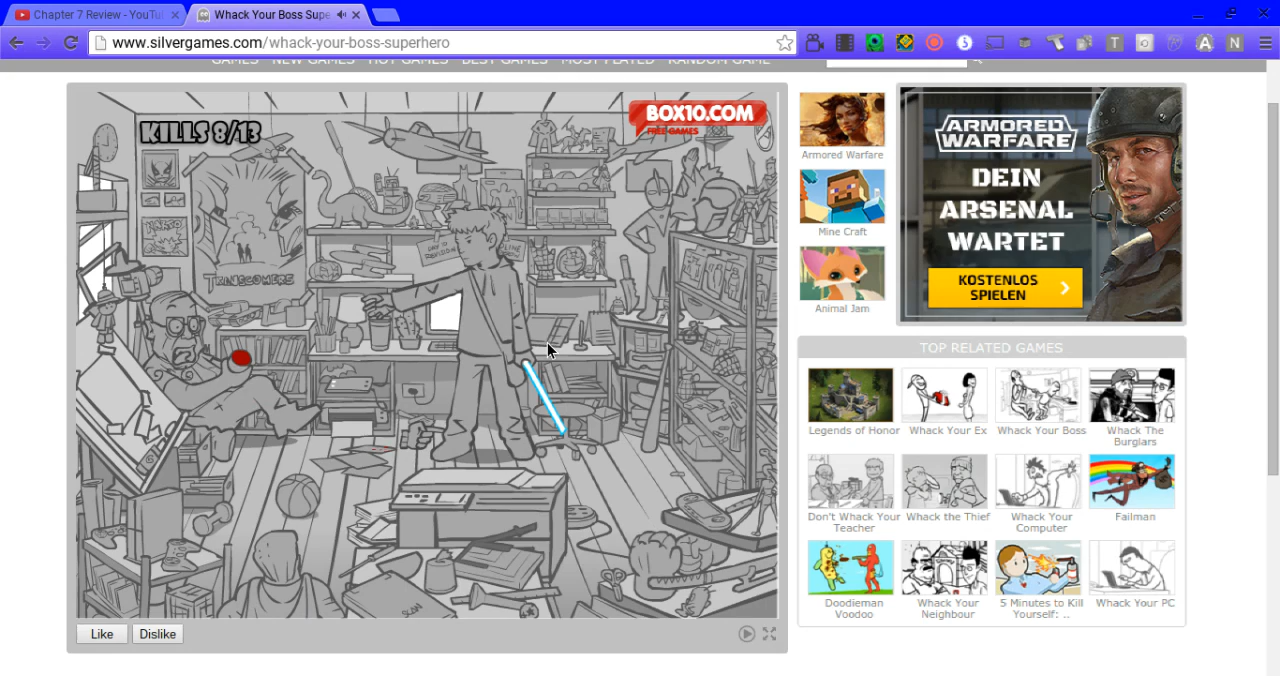 Chapter 7 Review - YouTu
Whack Your Boss Supe
www.silvergames.com/whack-your-boss-superhero
GAMES NEW GAMES HOT GAMES BEST GAMES MOST PLAYED RANDOM GAME
KILLS 8/13
BOX10.COM
FREE GAMES
TRANSCOMERS
SLAM
Like
Dislike
Armored Warfare
Mine Craft
Animal Jam
ARMORED WARFARE
DEIN
ARSENAL
WARTET
KOSTENLOS
SPIELEN
TOP RELATED GAMES
Legends of Honor
Whack Your Ex
Whack Your Boss
Whack The
Burglars
Don't Whack Your
Teacher
Whack the Thief
Whack Your
Computer
Failman
Doodieman
Voodoo
Whack Your
Neighbour
5 Minutes to Kill
Yourself: ..
Whack Your PC